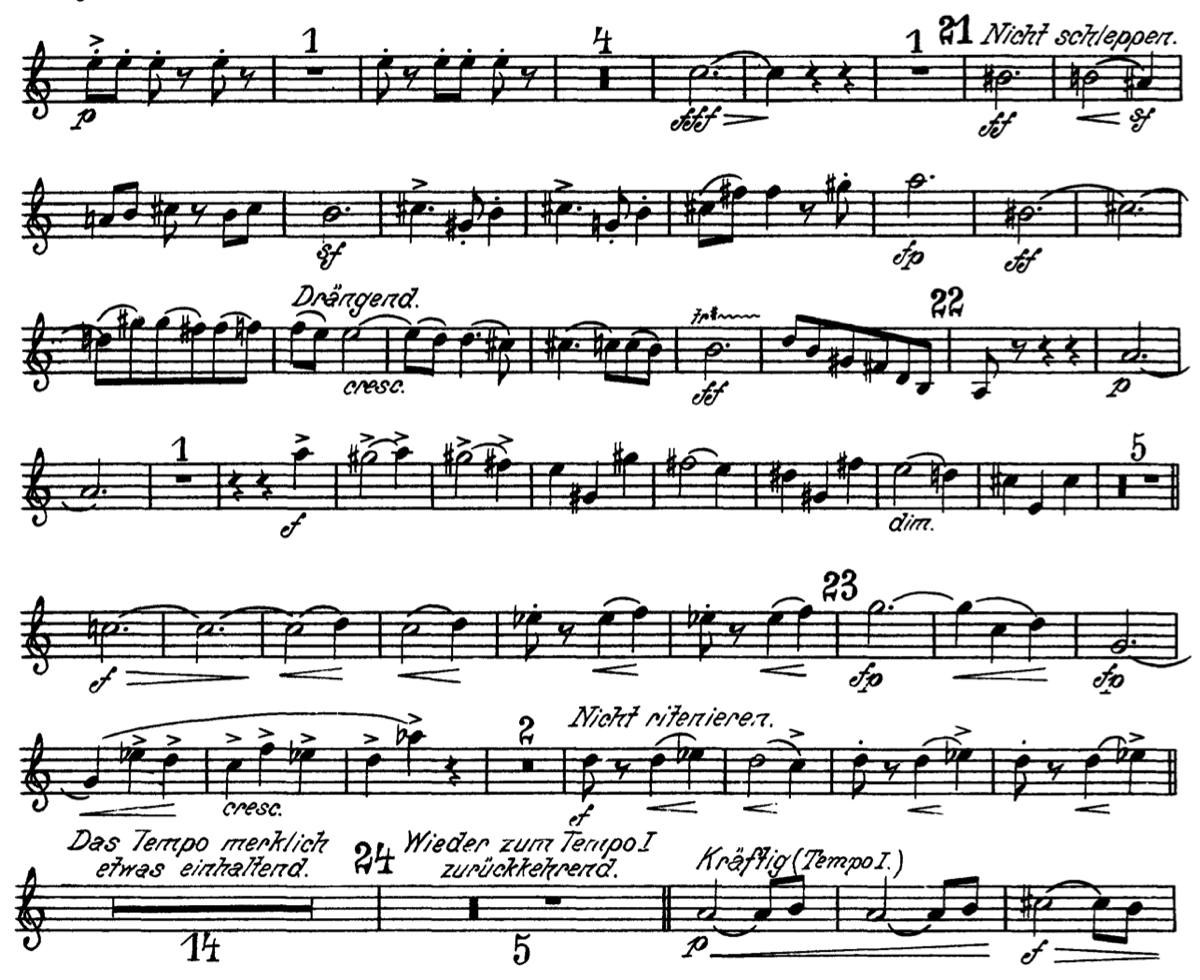 1 4 1 21 Nicht schleppen.
p fff ff sf
sf fp ff
Drängend. tr 22
cresc. ff p
1 5
f dim.
23
f fp fp
2 Nicht ritenieren.
cresc. f
Das Tempo merklich
etwas einhaltend. 24 Wieder zum Tempo I
zurückkehrend. Kräftig (Tempo I.)
14 5 p f